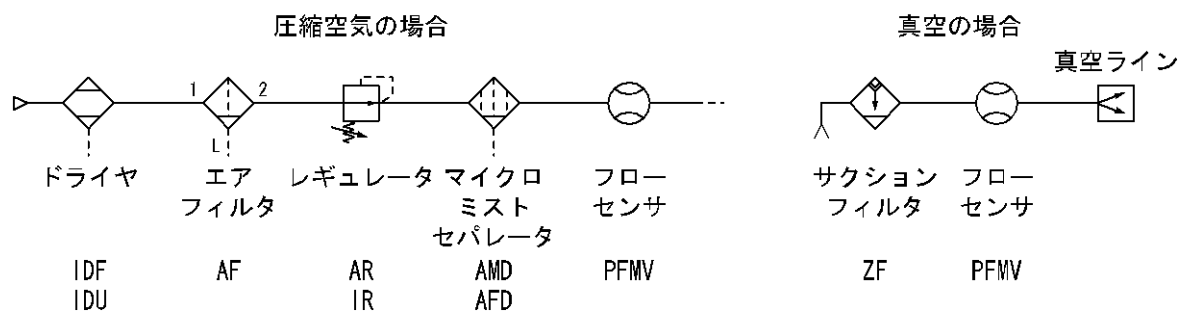 圧縮空気の場合
真空の場合
真空ライン
1
2
L
ドライヤ
エア
フィルタ
レギュレータ
マイクロ
ミスト
セパレータ
フロー
センサ
サクション
フィルタ
フロー
センサ
IDF
IDU
AF
AR
IR
AMD
AFD
PFMV
ZF
PFMV